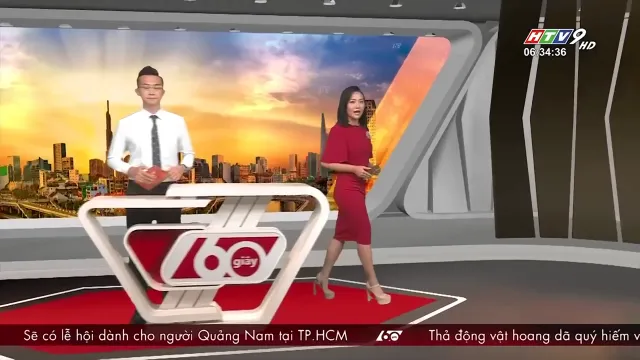 HTV9 HD
06:34:36
60 giây
Sẽ có lễ hội dành cho người Quảng Nam tại TP.HCM 60 Thả động vật hoang dã quý hiếm v